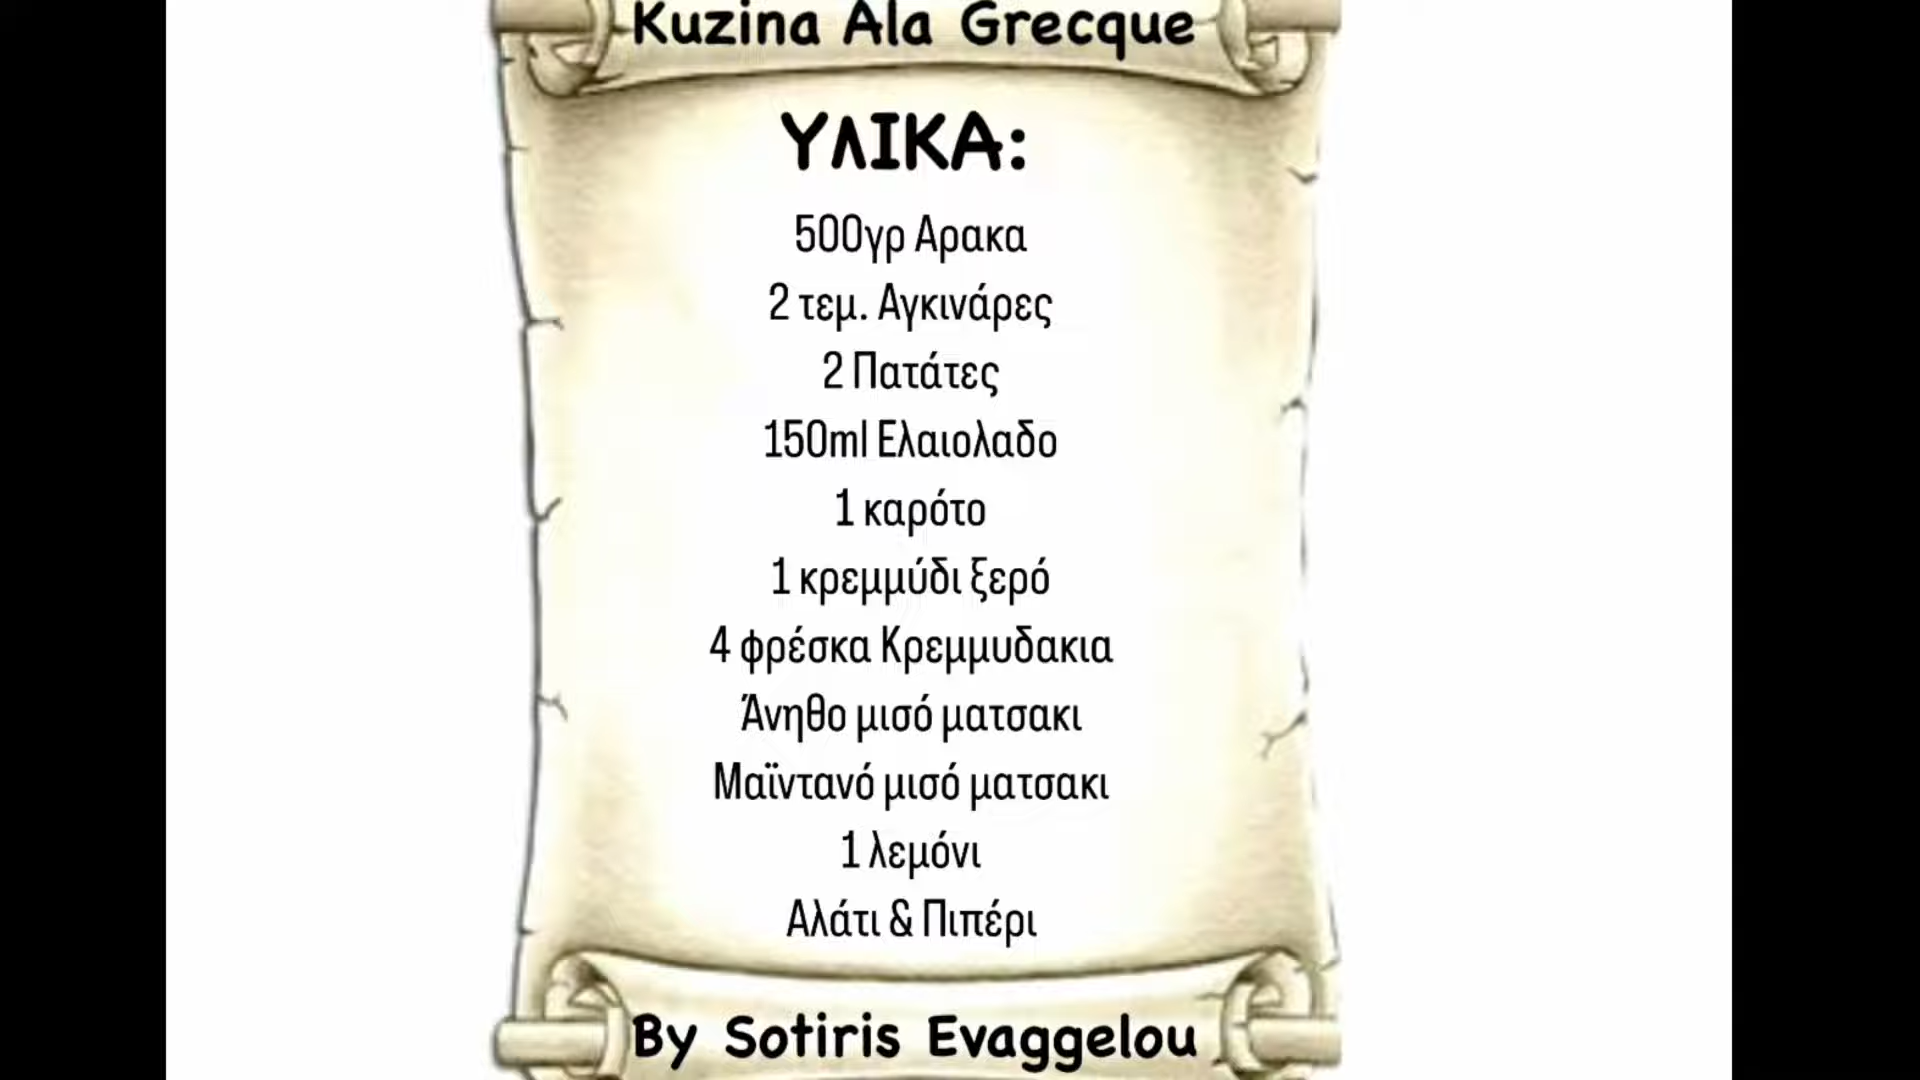 Kuzina Ala Grecque
ΥΛΙΚΑ:
500γρ Αρακα
2 τεμ. Αγκινάρες
2 Πατάτες
150ml Ελαιολαδο
1 καρότο
1 κρεμμύδι ξερό
4 φρέσκα Κρεμμυδακια
Άνηθο μισό ματσακι
Μαϊντανό μισό ματσακι
1 λεμόνι
Αλάτι & Πιπέρι
By Sotiris Evaggelou